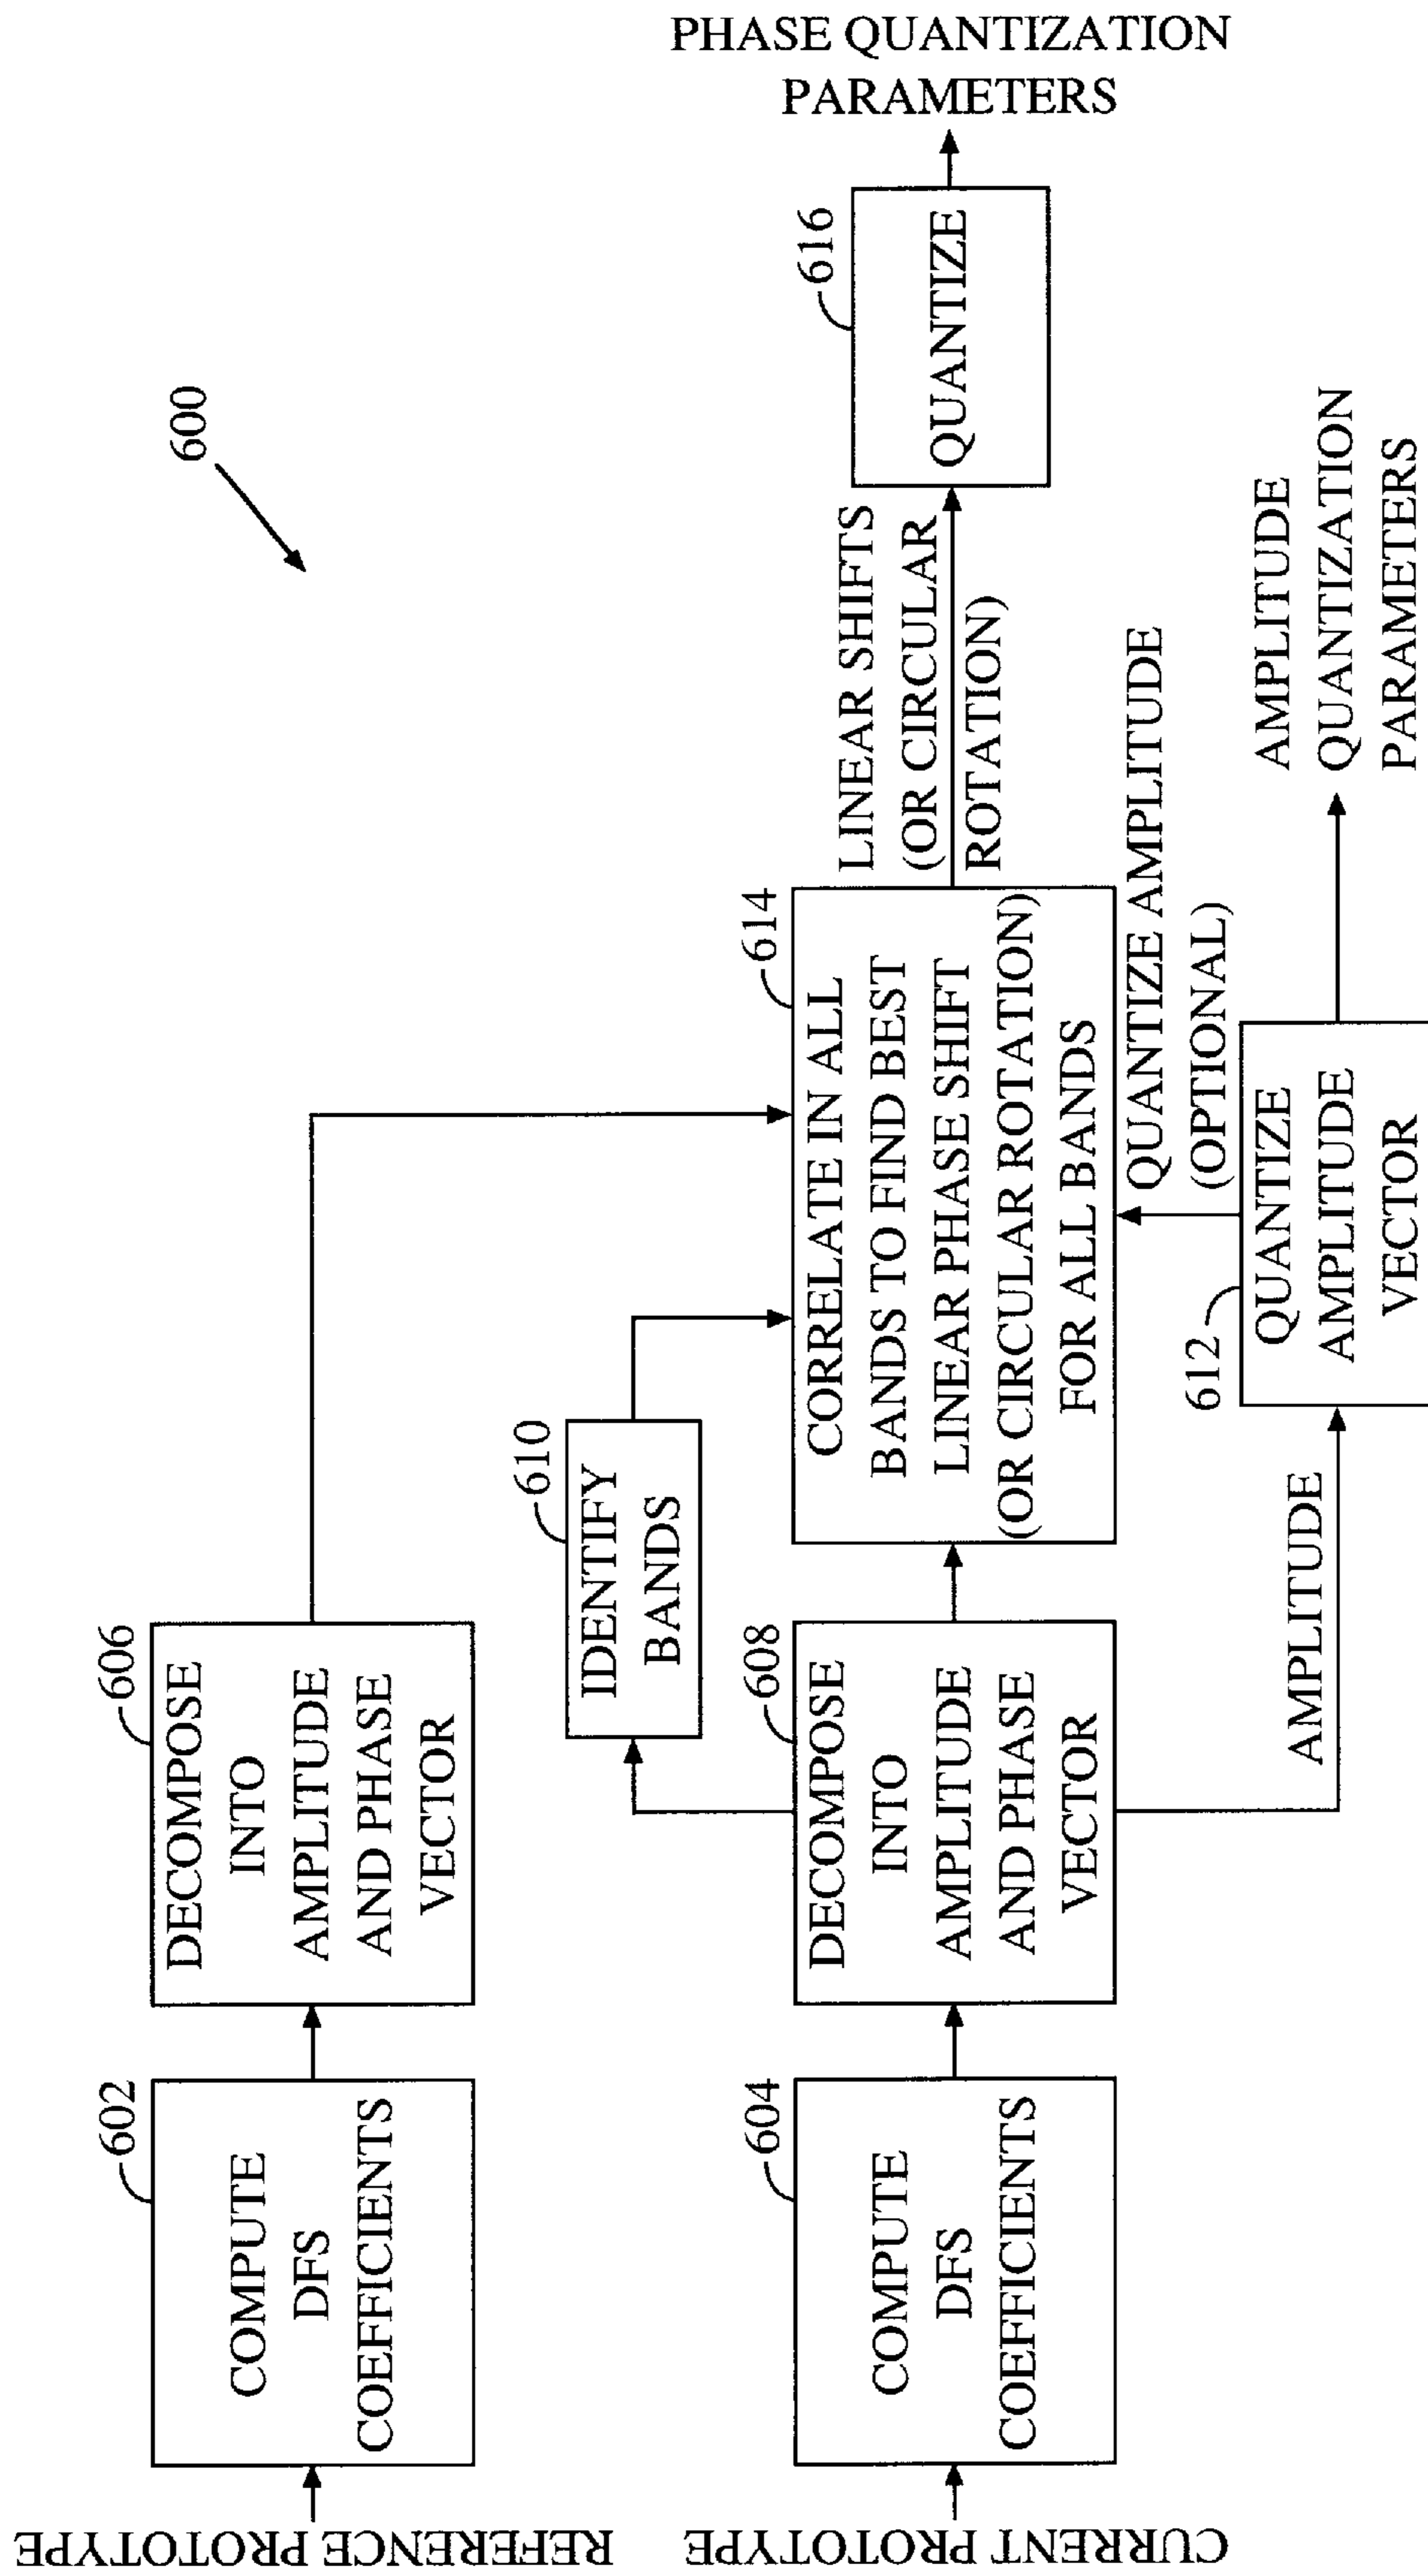 600
REFERENCE PROTOTYPE
602
COMPUTE
DFS
COEFFICIENTS
606
DECOMPOSE
INTO
AMPLITUDE
AND PHASE
VECTOR
CURRENT PROTOTYPE
604
COMPUTE
DFS
COEFFICIENTS
608
DECOMPOSE
INTO
AMPLITUDE
AND PHASE
VECTOR
610
IDENTIFY
BANDS
614
CORRELATE IN ALL
BANDS TO FIND BEST
LINEAR PHASE SHIFT
(OR CIRCULAR ROTATION)
FOR ALL BANDS
LINEAR SHIFTS
(OR CIRCULAR
ROTATION)
616
QUANTIZE
PHASE QUANTIZATION
PARAMETERS
AMPLITUDE
612
QUANTIZE
AMPLITUDE
VECTOR
QUANTIZE AMPLITUDE
(OPTIONAL)
AMPLITUDE
QUANTIZATION
PARAMETERS